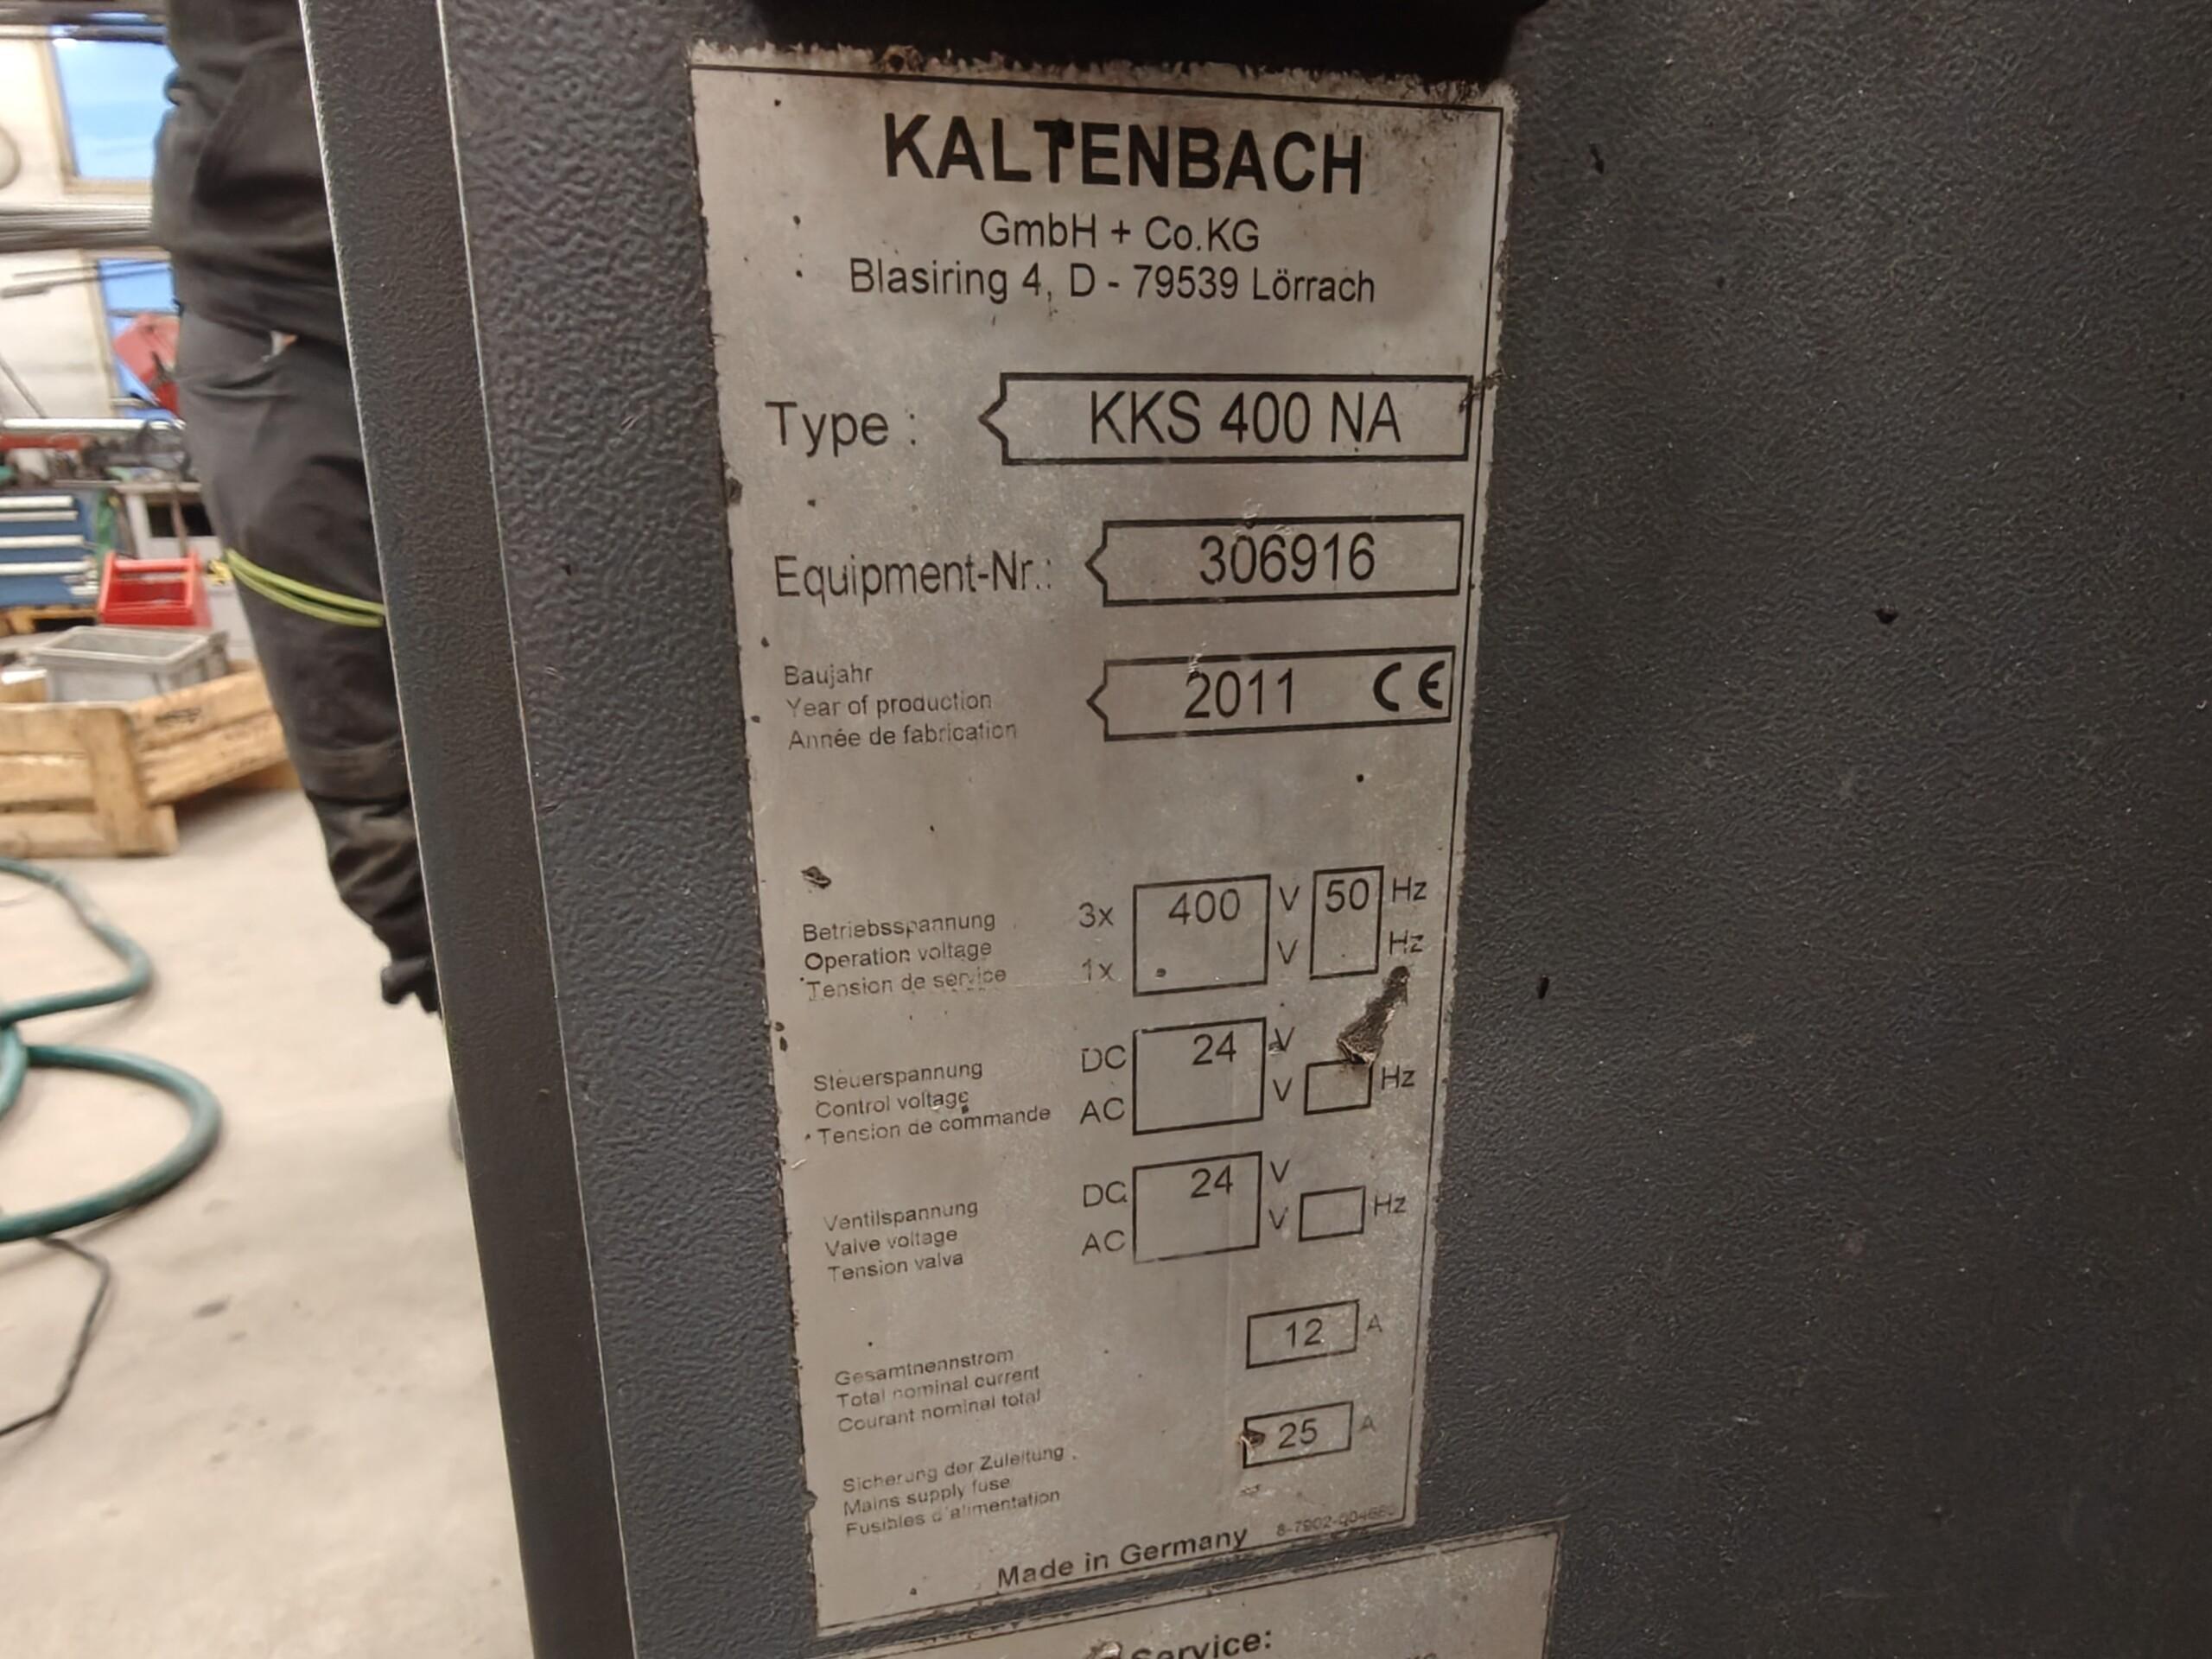 KALTENBACH
GmbH + Co.KG
Blasiring 4, D - 79539 Lörrach
Type : KKS 400 NA
Equipment-Nr.: 306916
Baujahr
Year of production
Année de fabrication
2011 CE
Betriebsspannung
Operation voltage
Tension de service
3x 400 V 50 Hz
1x V Hz
Steuerspannung
Control voltage
Tension de commande
DC 24 V
AC V Hz
Ventilspannung
Valve voltage
Tension valva
DC 24 V
AC V Hz
Gesamtnennstrom
Total nominal current
Courant nominal total
12 A
Sicherung der Zuleitung
Mains supply fuse
Fusibles d'alimentation
25 A
Made in Germany
Service: